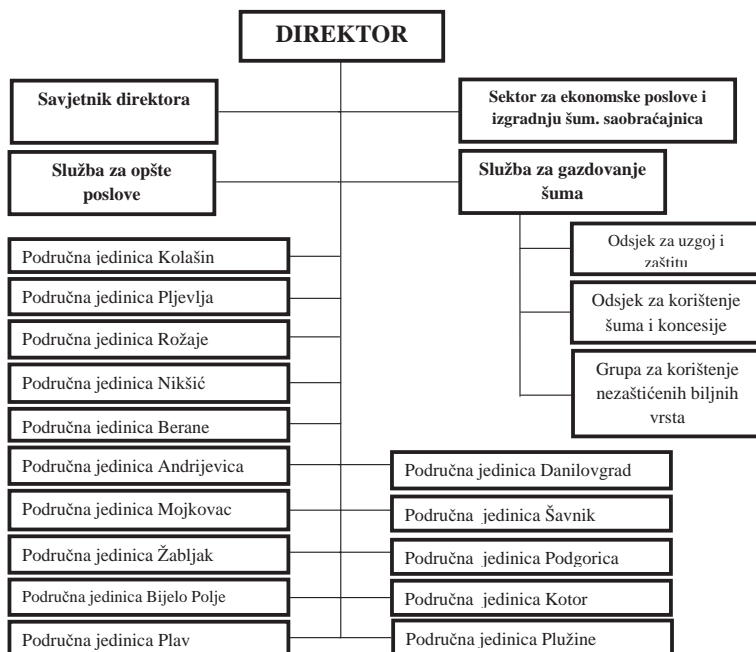 DIREKTOR
Savjetnik direktora
Sektor za ekonomske poslove i
izgradnju šum. saobraćajnica
Služba za opšte
poslove
Služba za gazdovanje
šuma
Odsjek za uzgoj i
zaštitu
Odsjek za korištenje
šuma i koncesije
Grupa za korištenje
nezaštićenih biljnih
vrsta
Područna jedinica Kolašin
Područna jedinica Pljevlja
Područna jedinica Rožaje
Područna jedinica Nikšić
Područna jedinica Berane
Područna jedinica Andrijevica
Područna jedinica Mojkovac
Područna jedinica Žabljak
Područna jedinica Bijelo Polje
Područna jedinica Plav
Područna jedinica Danilovgrad
Područna jedinica Šavnik
Područna jedinica Podgorica
Područna jedinica Kotor
Područna jedinica Plužine